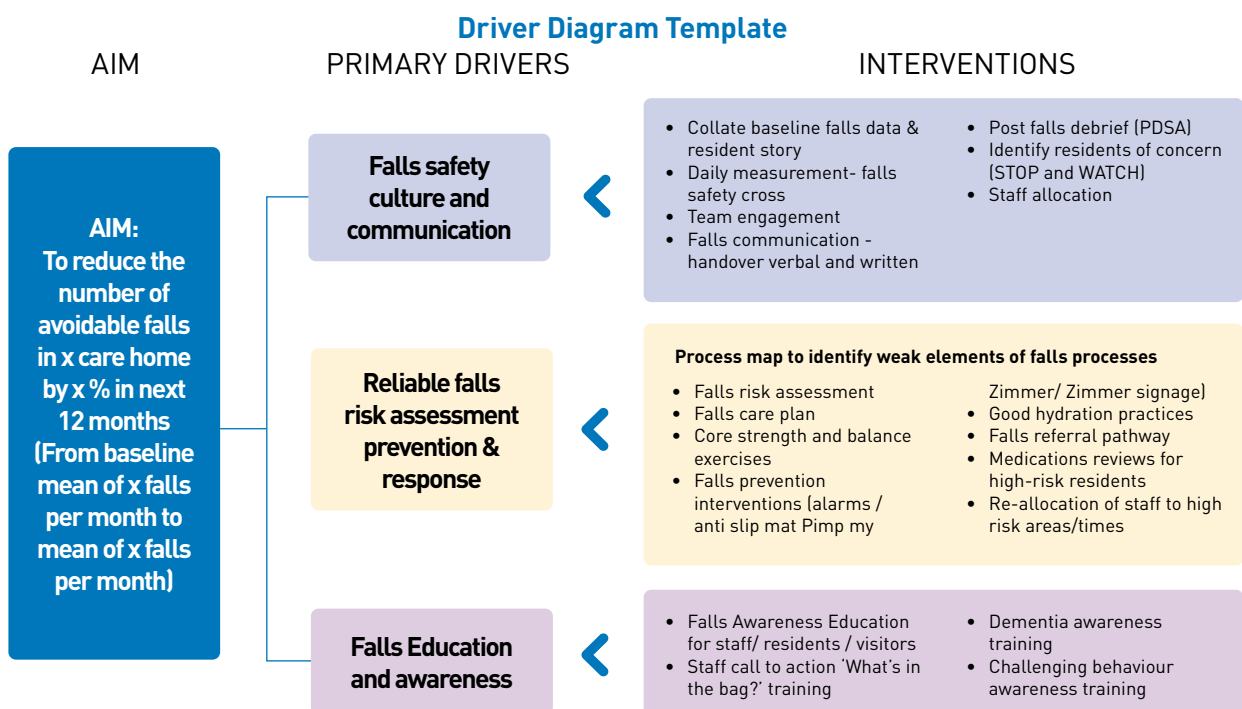 Driver Diagram Template
AIM
PRIMARY DRIVERS
INTERVENTIONS
AIM:
To reduce the
number of
avoidable falls
in x care home
by x % in next
12 months
(From baseline
mean of x falls
per month to
mean of x falls
per month)
Falls safety
culture and
communication
• Collate baseline falls data &
resident story
• Daily measurement- falls
safety cross
• Team engagement
• Falls communication -
handover verbal and written
• Post falls debrief (PDSA)
• Identify residents of concern
(STOP and WATCH)
• Staff allocation
Reliable falls
risk assessment
prevention &
response
Process map to identify weak elements of falls processes
• Falls risk assessment
• Falls care plan
• Core strength and balance
exercises
• Falls prevention
interventions (alarms /
anti slip mat Pimp my
Zimmer/ Zimmer signage)
• Good hydration practices
• Falls referral pathway
• Medications reviews for
high-risk residents
• Re-allocation of staff to high
risk areas/times
Falls Education
and awareness
• Falls Awareness Education
for staff/ residents / visitors
• Staff call to action ‘What’s in
the bag?’ training
• Dementia awareness
training
• Challenging behaviour
awareness training